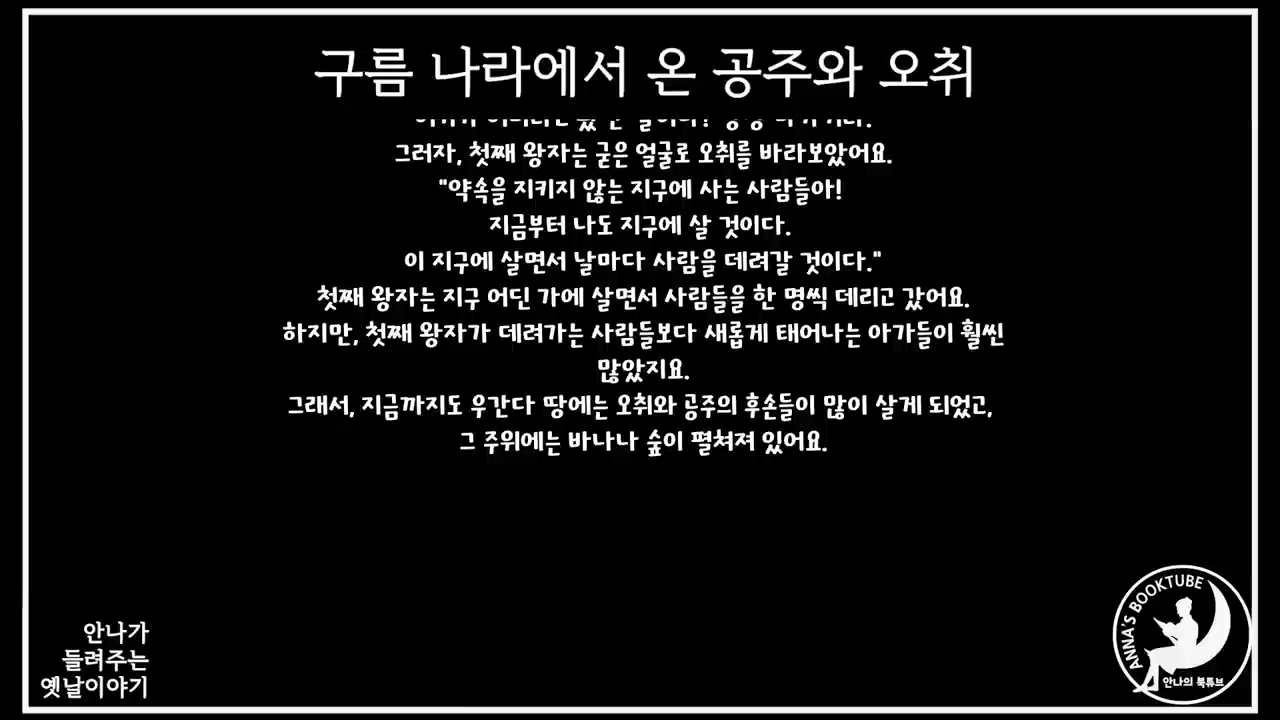 구름 나라에서 온 공주와 오취
그러자, 첫째 왕자는 굳은 얼굴로 오취를 바라보았어요.
"약속을 지키지 않는 지구에 사는 사람들아!
지금부터 나도 지구에 살 것이다.
이 지구에 살면서 날마다 사람을 데려갈 것이다."
첫째 왕자는 지구 어딘 가에 살면서 사람들을 한 명씩 데리고 갔어요.
하지만, 첫째 왕자가 데려가는 사람들보다 새롭게 태어나는 아가들이 훨씬
많았지요.
그래서, 지금까지도 우간다 땅에는 오취와 공주의 후손들이 많이 살게 되었고,
그 주위에는 바나나 숲이 펼쳐져 있어요.
안나가
들려주는
옛날이야기
ANNA'S BOOKTUBE
안나의 북튜브